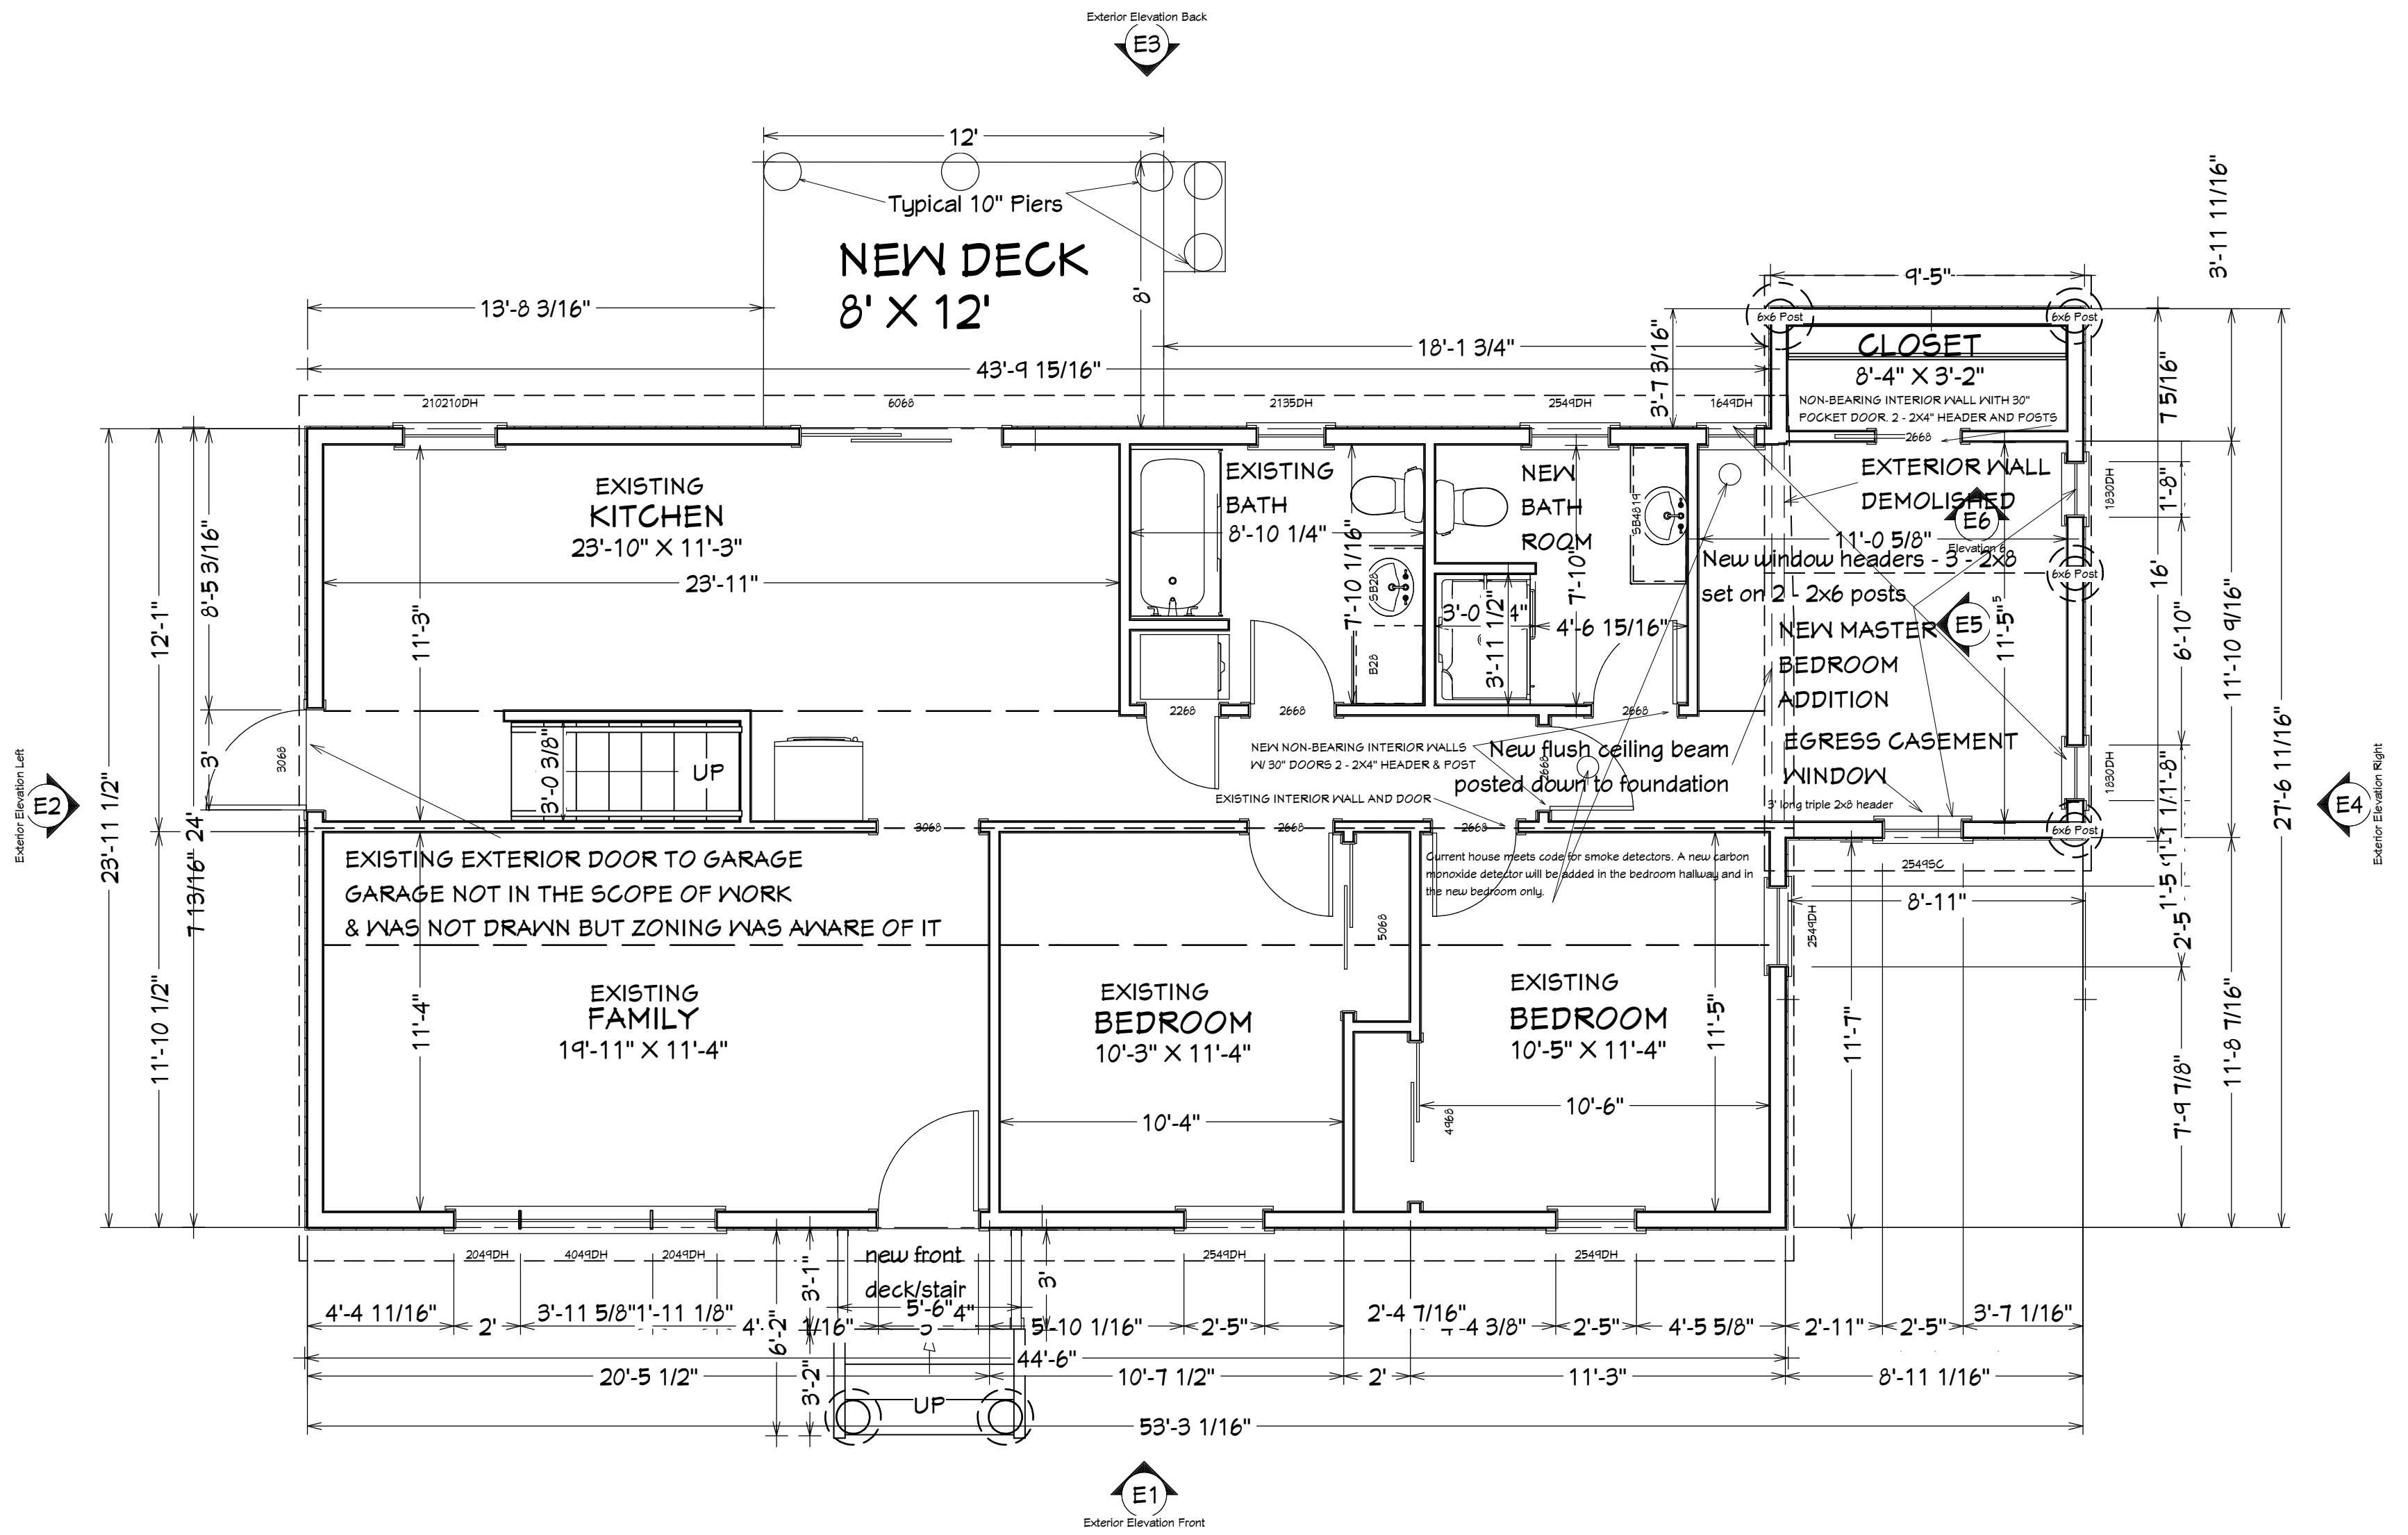 Exterior Elevation Back
E3
12'
Typical 10" Piers
NEW DECK
8' X 12'
8'
3'-11 11/16"
9'-5"
13'-8 3/16"
18'-1 3/4"
43'-9 15/16"
3'-7 3/16"
6x6 Post
6x6 Post
CLOSET
8'-4" X 3'-2"
NON-BEARING INTERIOR WALL WITH 30"
POCKET DOOR. 2 - 2X4" HEADER AND POSTS
2668
7 5/16"
210210DH
6068
2135DH
2549DH
1649DH
EXISTING
KITCHEN
23'-10" X 11'-3"
23'-11"
11'-3"
EXISTING
BATH
8'-10 1/4"
7'-10 1/16"
SB28
B28
NEW
BATH
ROOM
7'-10"
SB4819
3'-11 1/2"
4'-6 15/16"
EXTERIOR WALL
DEMOLISHED
E6
Elevation 6
11'-0 5/8"
New window headers - 3 - 2x8
set on 2 - 2x6 posts
6x6 Post
E5
NEW MASTER
BEDROOM
ADDITION
11'-5"
EGRESS CASEMENT
WINDOW
3' long triple 2x8 header
6x6 Post
1830DH
1830DH
1'-8"
16'
6'-10"
11'-10 9/16"
1'-8"
27'-6 11/16"
8'-5 3/16"
12'-1"
3'
3068
23'-11 1/2"
7 13/16"
24'
11'-10 1/2"
Exterior Elevation Left
E2
E4
Exterior Elevation Right
3'-0 3/8"
UP
2268
2668
2668
2668
NEW NON-BEARING INTERIOR WALLS
W/ 30" DOORS 2 - 2X4" HEADER & POST
New flush ceiling beam
posted down to foundation
EXISTING INTERIOR WALL AND DOOR
3068
2668
2668
EXISTING EXTERIOR DOOR TO GARAGE
GARAGE NOT IN THE SCOPE OF WORK
& WAS NOT DRAWN BUT ZONING WAS AWARE OF IT
Current house meets code for smoke detectors. A new carbon
monoxide detector will be added in the bedroom hallway and in
the new bedroom only.
2549SC
8'-11"
2549DH
2'-5"
5068
EXISTING
FAMILY
19'-11" X 11'-4"
11'-4"
EXISTING
BEDROOM
10'-3" X 11'-4"
10'-4"
EXISTING
BEDROOM
10'-5" X 11'-4"
11'-5"
10'-6"
4968
11'-7"
7'-9 7/8"
11'-8 7/16"
2049DH
4049DH
2049DH
2549DH
2549DH
new front
deck/stair
5'-6"
3'-1"
6'-2"
3'-2"
3'
4'-4 11/16"
2'
3'-11 5/8"
1'-11 1/8"
5'-10 1/16"
2'-5"
2'-4 7/16"
2'-5"
4'-5 5/8"
2'-11"
2'-5"
3'-7 1/16"
44'-6"
20'-5 1/2"
10'-7 1/2"
2'
11'-3"
8'-11 1/16"
UP
53'-3 1/16"
E1
Exterior Elevation Front